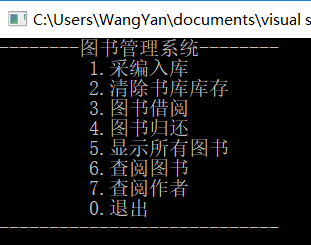 C:\Users\WangYan\documents\visual s
--------图书管理系统--------
1.采编入库
2.清除书库库存
3.图书借阅
4.图书归还
5.显示所有图书
6.查阅图书
7.查阅作者
0.退出
----------------------------